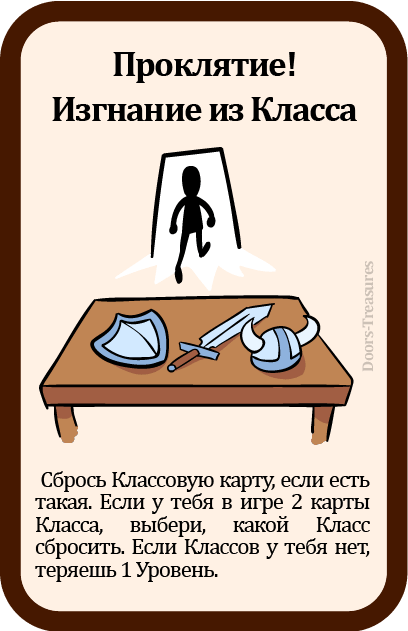 Проклятие!
Изгнание из Класса
Doors-Treasures
Сбрось Классовую карту, если есть
такая. Если у тебя в игре 2 карты
Класса, выбери, какой Класс
сбросить. Если Классов у тебя нет,
теряешь 1 Уровень.